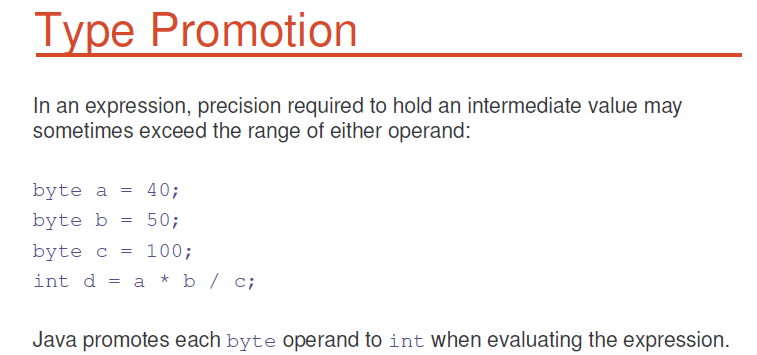 Type Promotion
In an expression, precision required to hold an intermediate value may
sometimes exceed the range of either operand:
byte a = 40;
byte b = 50;
byte c = 100;
int d = a * b / c;
Java promotes each byte operand to int when evaluating the expression.